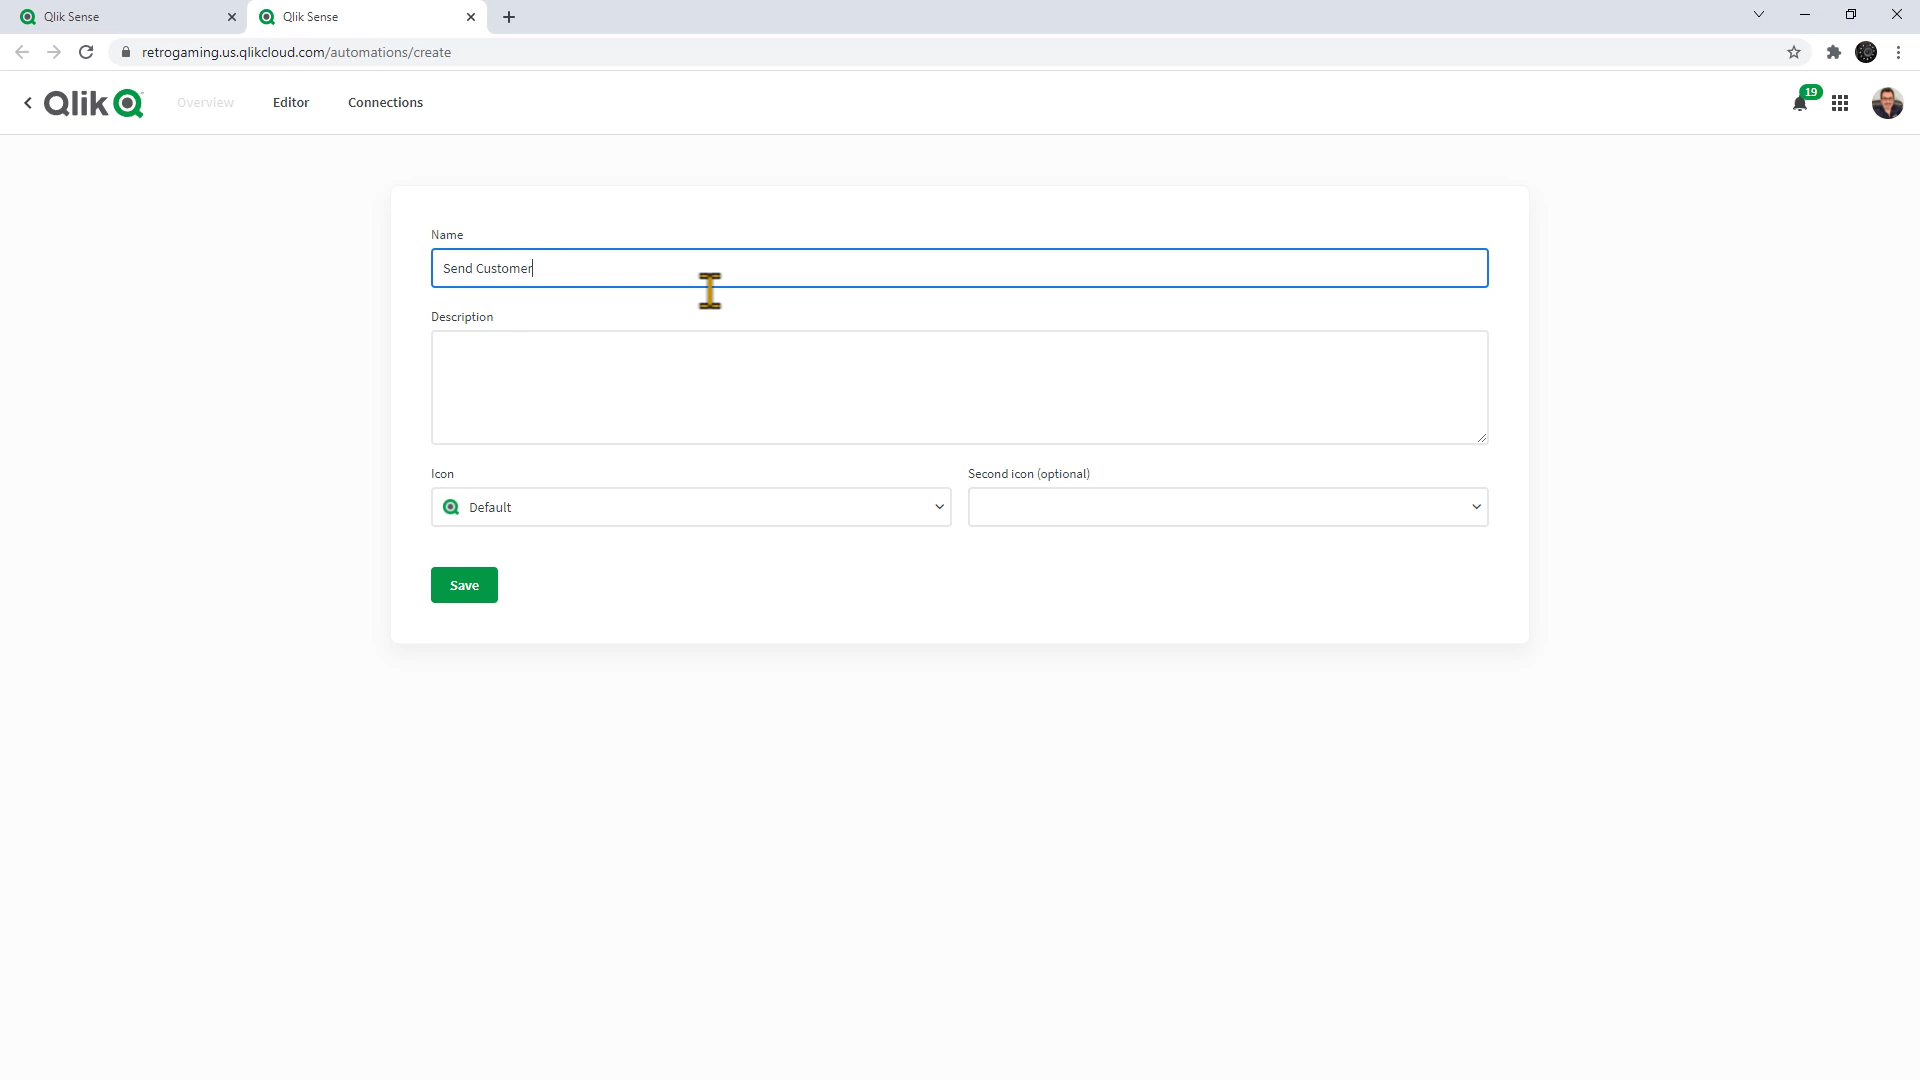 Qlik Sense
Qlik Sense
retrogaming.us.qlikcloud.com/automations/create
Qlik
Overview
Editor
Connections
19
Name
Send Customer
Description
Icon
Second icon (optional)
Default
Save